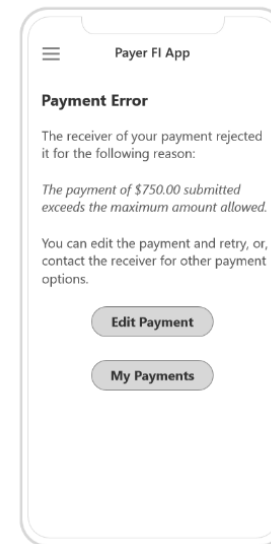 Payer FI App
Payment Error
The receiver of your payment rejected
it for the following reason:
The payment of $750.00 submitted
exceeds the maximum amount allowed.
You can edit the payment and retry, or,
contact the receiver for other payment
options.
Edit Payment
My Payments